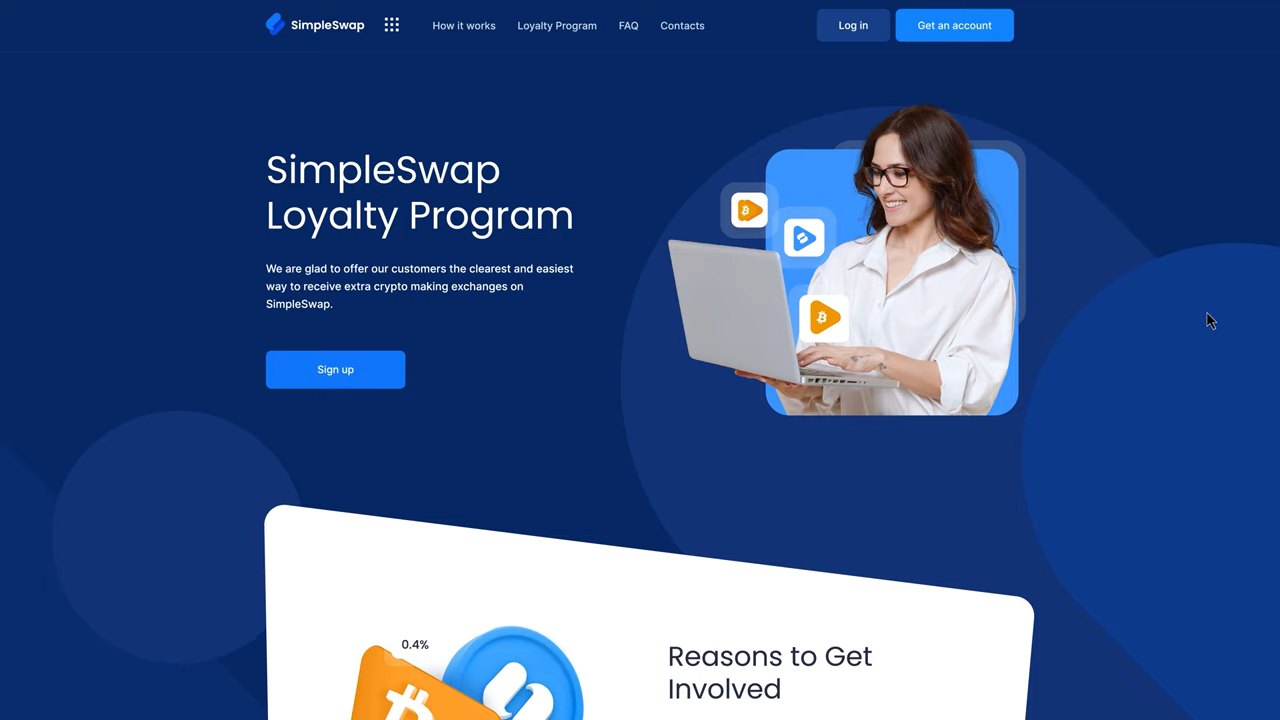 SimpleSwap
How it works
Loyalty Program
FAQ
Contacts
Log in
Get an account
SimpleSwap
Loyalty Program
We are glad to offer our customers the clearest and easiest
way to receive extra crypto making exchanges on
SimpleSwap.
Sign up
0.4%
Reasons to Get
Involved